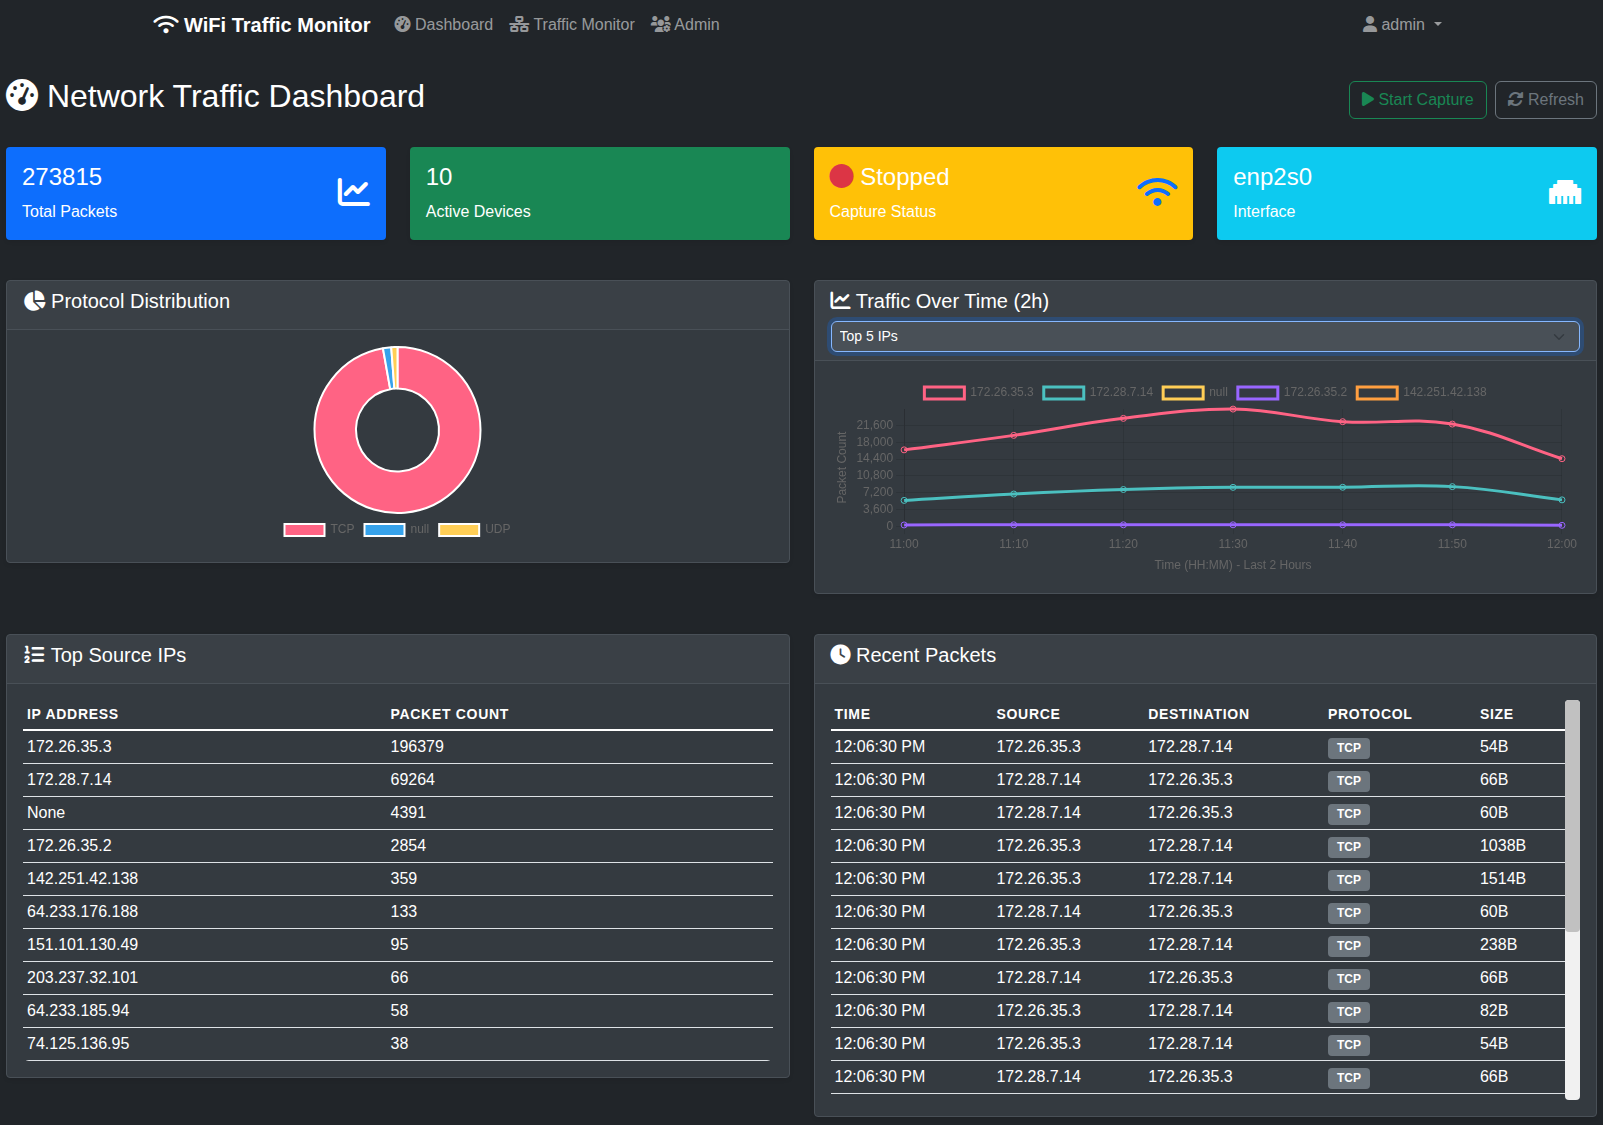 WiFi Traffic Monitor Dashboard Traffic Monitor Admin admin
Network Traffic Dashboard
Start Capture Refresh
273815
Total Packets
10
Active Devices
Stopped
Capture Status
enp2s0
Interface
Protocol Distribution
TCP null UDP
Traffic Over Time (2h)
Top 5 IPs
172.26.35.3 172.28.7.14 null 172.26.35.2 142.251.42.138
Packet Count
21,600
18,000
14,400
10,800
7,200
3,600
0
11:00 11:10 11:20 11:30 11:40 11:50 12:00
Time (HH:MM) - Last 2 Hours
Top Source IPs
IP ADDRESS PACKET COUNT
172.26.35.3 196379
172.28.7.14 69264
None 4391
172.26.35.2 2854
142.251.42.138 359
64.233.176.188 133
151.101.130.49 95
203.237.32.101 66
64.233.185.94 58
74.125.136.95 38
Recent Packets
TIME SOURCE DESTINATION PROTOCOL SIZE
12:06:30 PM 172.26.35.3 172.28.7.14 TCP 54B
12:06:30 PM 172.28.7.14 172.26.35.3 TCP 66B
12:06:30 PM 172.28.7.14 172.26.35.3 TCP 60B
12:06:30 PM 172.26.35.3 172.28.7.14 TCP 1038B
12:06:30 PM 172.26.35.3 172.28.7.14 TCP 1514B
12:06:30 PM 172.28.7.14 172.26.35.3 TCP 60B
12:06:30 PM 172.26.35.3 172.28.7.14 TCP 238B
12:06:30 PM 172.28.7.14 172.26.35.3 TCP 66B
12:06:30 PM 172.26.35.3 172.28.7.14 TCP 82B
12:06:30 PM 172.26.35.3 172.28.7.14 TCP 54B
12:06:30 PM 172.28.7.14 172.26.35.3 TCP 66B